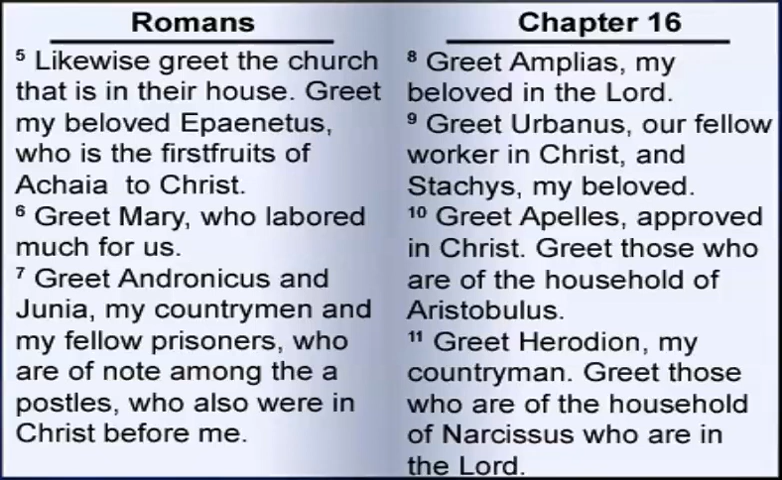 Romans
⁵ Likewise greet the church
that is in their house. Greet
my beloved Epaenetus,
who is the firstfruits of
Achaia  to Christ.
⁶ Greet Mary, who labored
much for us.
⁷ Greet Andronicus and
Junia, my countrymen and
my fellow prisoners, who
are of note among the a
postles, who also were in
Christ before me.
Chapter 16
⁸ Greet Amplias, my
beloved in the Lord.
⁹ Greet Urbanus, our fellow
worker in Christ, and
Stachys, my beloved.
¹⁰ Greet Apelles, approved
in Christ. Greet those who
are of the household of
Aristobulus.
¹¹ Greet Herodion, my
countryman. Greet those
who are of the household
of Narcissus who are in
the Lord.